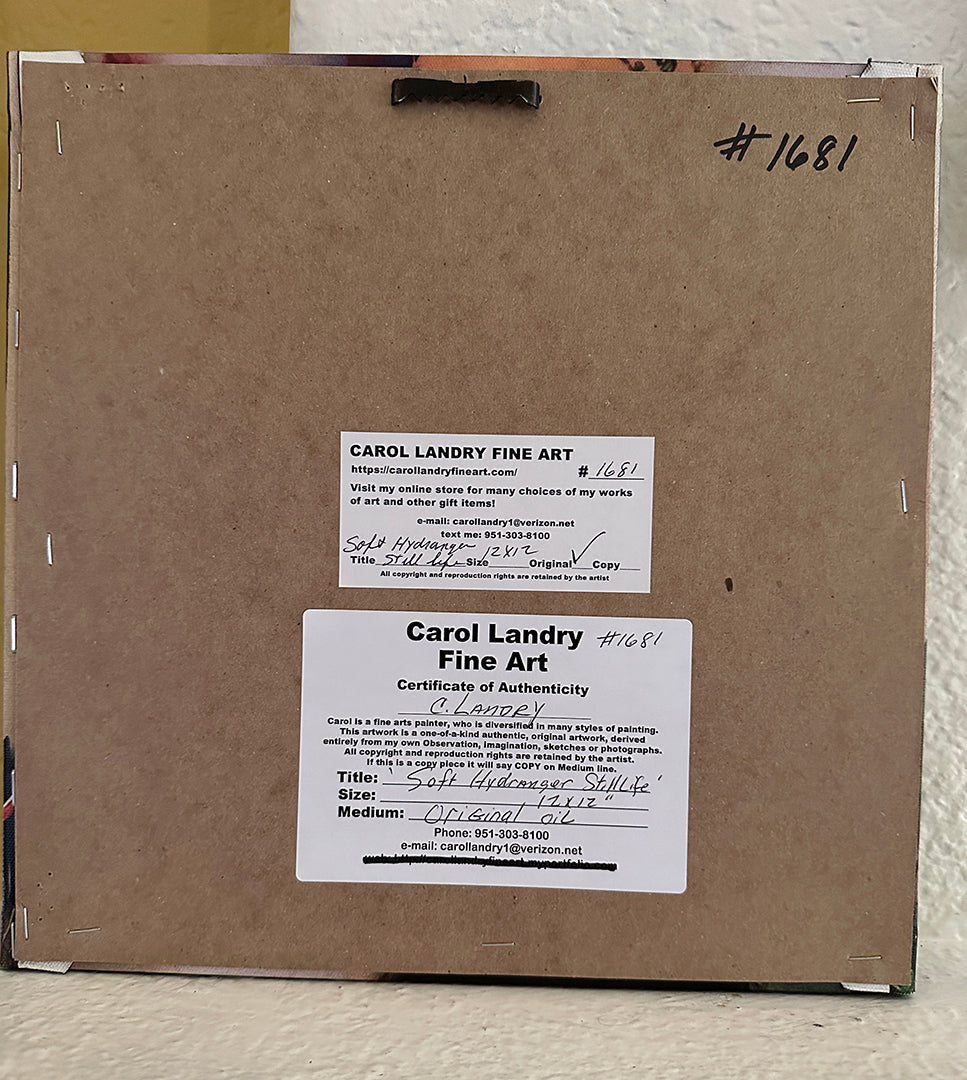 #1681
CAROL LANDRY FINE ART
https://carollandryfineart.com/ # 1681
Visit my online store for many choices of my works
of art and other gift items!
e-mail: carollandry1@verizon.net
text me: 951-303-8100
Soft Hydranger
Title Still life Size 12x12 Original ✓ Copy
All copyright and reproduction rights are retained by the artist
Carol Landry #1681
Fine Art
Certificate of Authenticity
C. LANDRY
Carol is a fine arts painter, who is diversified in many styles of painting.
This artwork is a one-of-a-kind authentic, original artwork, derived
entirely from my own Observation, imagination, sketches or photographs.
All copyright and reproduction rights are retained by the artist.
If this is a copy piece it will say COPY on Medium line.
Title: 'Soft Hydranger Still Life'
Size: 12x12"
Medium: Original oil
Phone: 951-303-8100
e-mail: carollandry1@verizon.net